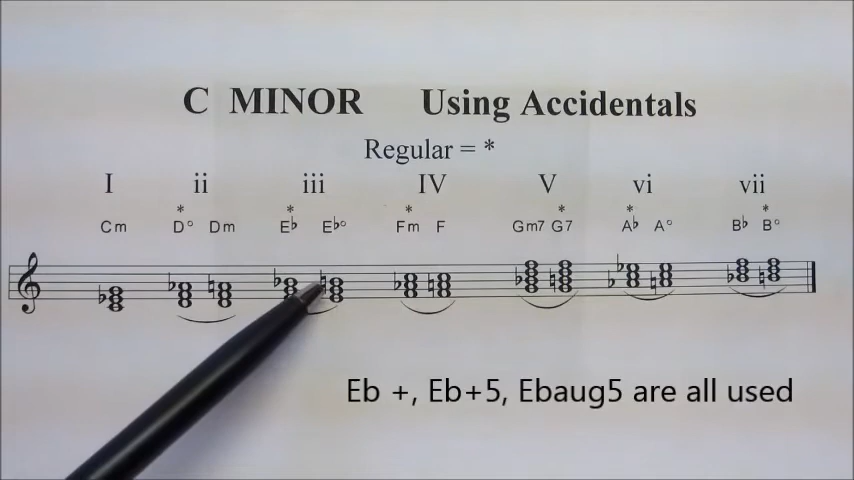 C MINOR Using Accidentals
Regular = *
I ii iii IV V vi vii
* * * * * *
Cm D° Dm E♭ E♭° Fm F Gm7 G7 A♭ A° B♭ B°
Eb +, Eb+5, Ebaug5 are all used